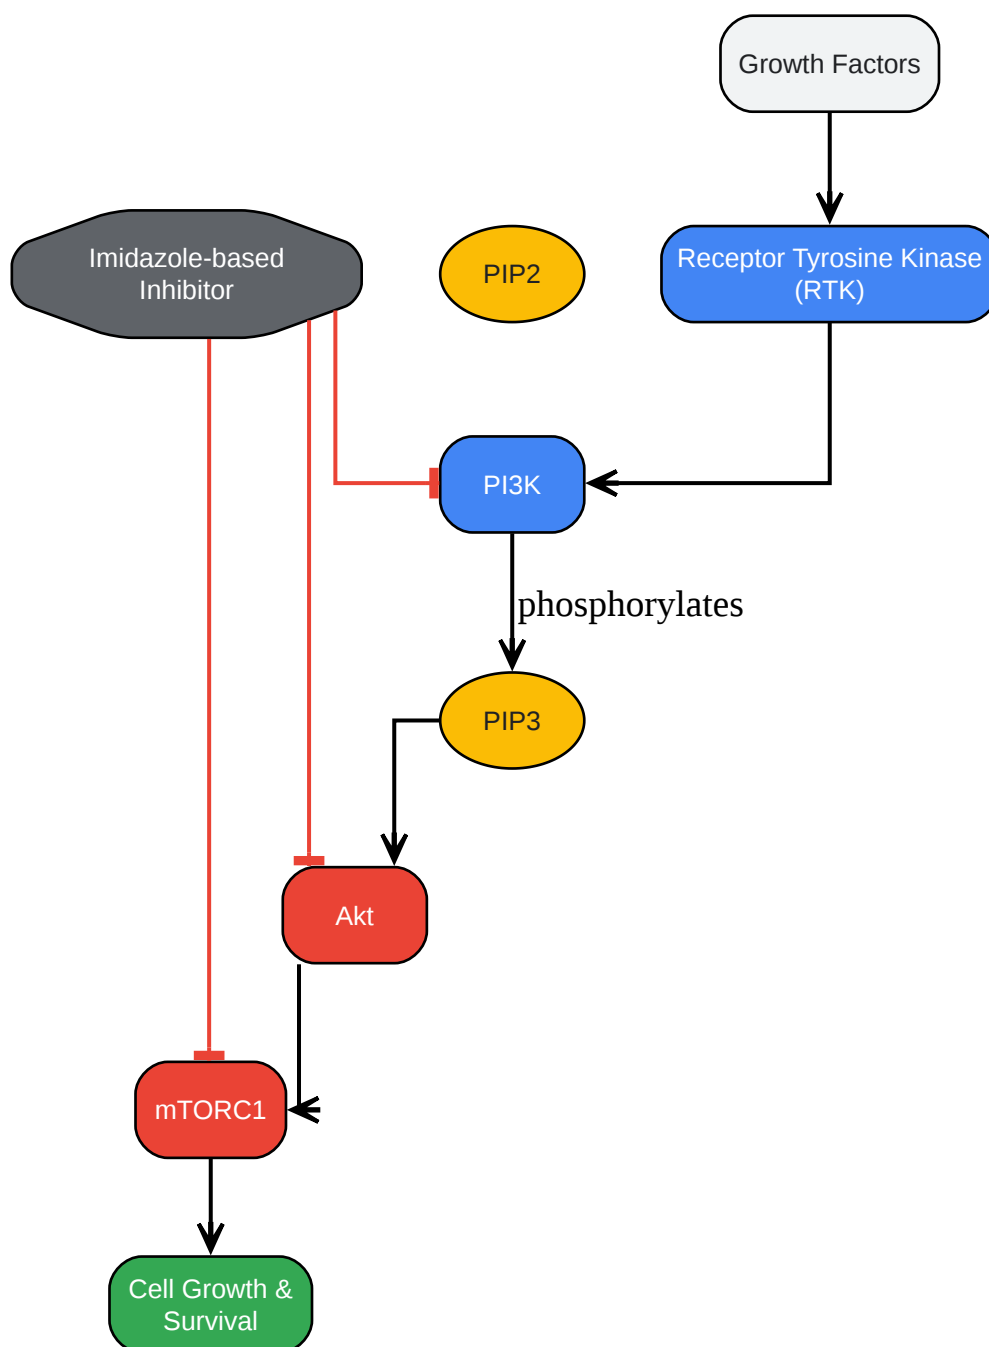 Growth Factors
Imidazole-based
Inhibitor
PIP2
Receptor Tyrosine Kinase
(RTK)
PI3K
phosphorylates
PIP3
Akt
mTORC1
Cell Growth &
Survival